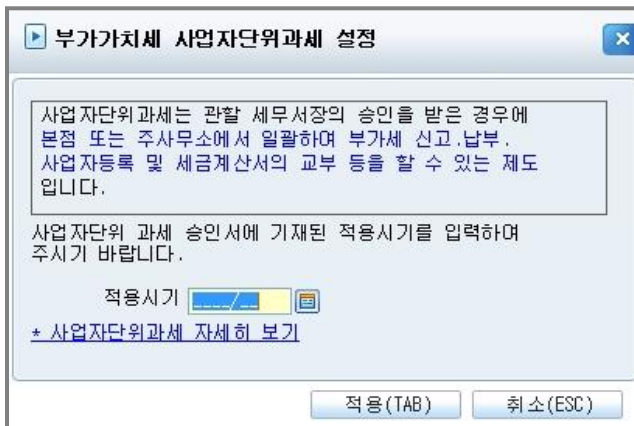 부가가치세 사업자단위과세 설정
사업자단위과세는 관할 세무서장의 승인을 받은 경우에
본점 또는 주사무소에서 일괄하여 부가세 신고.납부.
사업자등록 및 세금계산서의 교부 등을 할 수 있는 제도
입니다.
사업자단위 과세 승인서에 기재된 적용시기를 입력하여
주시기 바랍니다.
적용시기 ____/__
* 사업자단위과세 자세히 보기
적용(TAB) 취소(ESC)